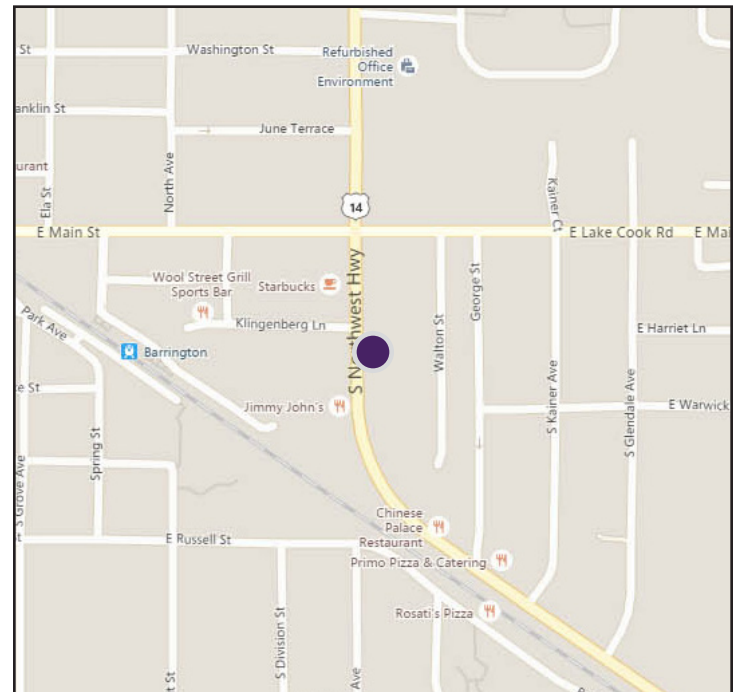 St
Washington St
Refurbished
Office
Environment
anklin St
June Terrace
urant
Ela St
North Ave
14
Kainer Ct
E Main St
E Lake Cook Rd
E Mai
Wool Street Grill
Sports Bar
Starbucks
S Northwest Hwy
George St
Park Ave
Klingenberg Ln
Walton St
E Harriet Ln
Barrington
e St
Jimmy John's
S Kainer Ave
S Glendale Ave
E Warwick
S Grove Ave
Spring St
Chinese
Palace
Restaurant
t
E Russell St
Primo Pizza & Catering
Rosati's Pizza
S Division St
t St
Ave